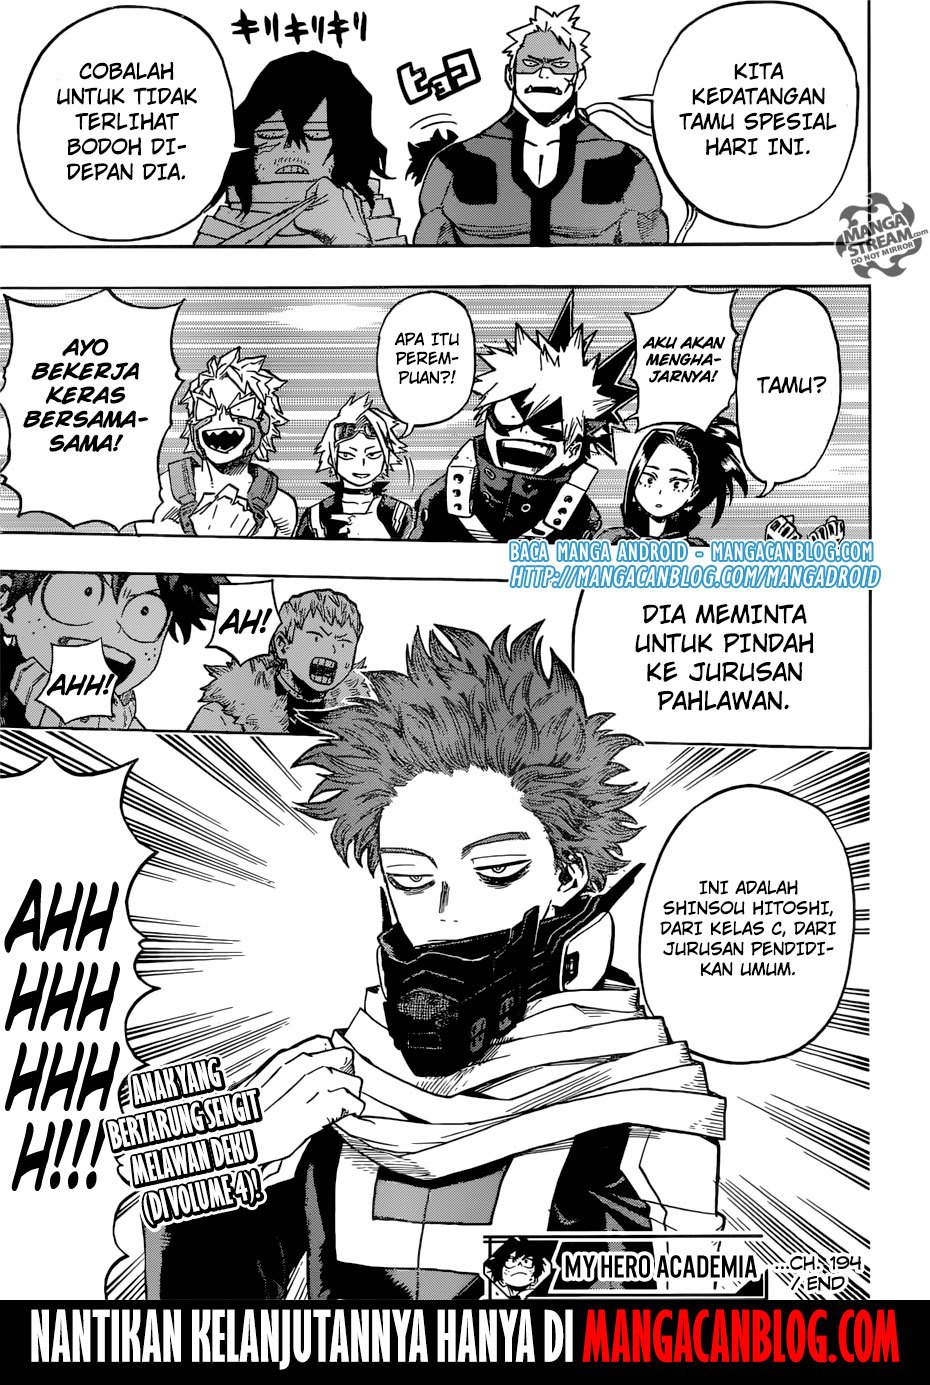 キリキリキリ
ヒョコ
KITA
KEDATANGAN
TAMU SPESIAL
HARI INI.
COBALAH
UNTUK TIDAK
TERLIHAT
BODOH DI-
DEPAN DIA.
MANGA
STREAM.com
DO NOT MIRROR
TAMU?
AKU AKAN
MENGHA-
JARNYA!
APA ITU
PEREM-
PUAN?!
AYO
BEKERJA
KERAS
BERSAMA-
SAMA!
BACA MANGA ANDROID - MANGACANBLOG.COM
HTTP://MANGACANBLOG.COM/MANGADROID
DIA MEMINTA
UNTUK PINDAH
KE JURUSAN
PAHLAWAN.
AH!
AHH!
INI ADALAH
SHINSOU HITOSHI,
DARI KELAS C, DARI
JURUSAN PENDIDI-
KAN UMUM.
AHH
HHH
HHH
H!!!
ANAK YANG
BERTARUNG SENGIT
MELAWAN DEKU
(DI VOLUME 4)!
MY HERO ACADEMIA
...CH. 194
/ END
NANTIKAN KELANJUTANNYA HANYA DI MANGACANBLOG.COM